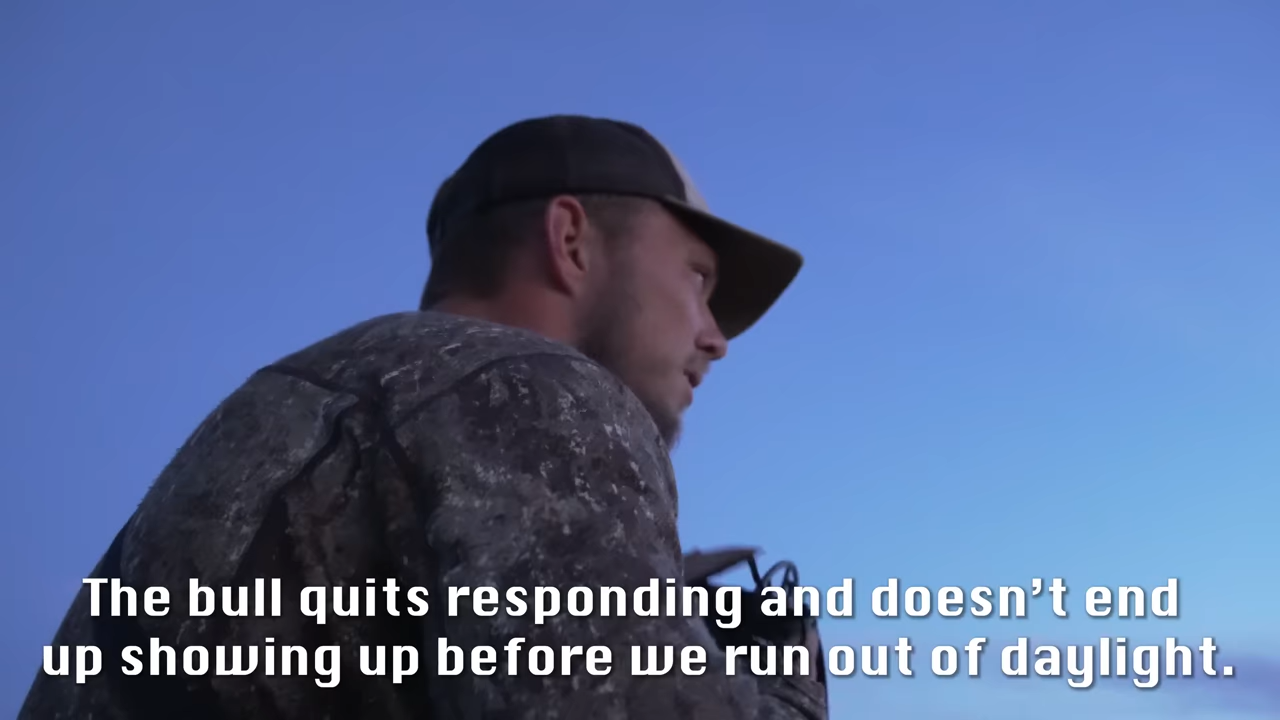 The bull quits responding and doesn’t end
up showing up before we run out of daylight.